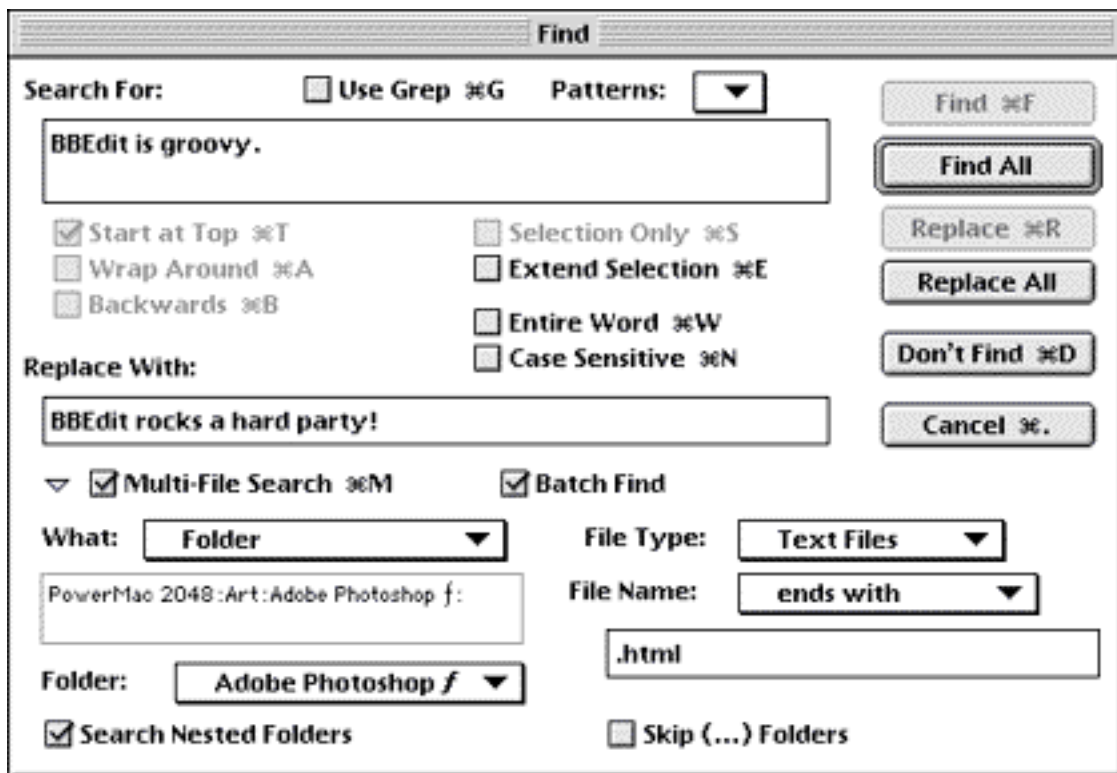 Find
Search For: Use Grep ⌘G Patterns: Find ⌘F
BBEdit is groovy. Find All
Start at Top ⌘T Selection Only ⌘S Replace ⌘R
Wrap Around ⌘A Extend Selection ⌘E Replace All
Backwards ⌘B
Entire Word ⌘W
Replace With: Case Sensitive ⌘N Don't Find ⌘D
BBEdit rocks a hard party! Cancel ⌘.
Multi-File Search ⌘M Batch Find
What: Folder File Type: Text Files
PowerMac 2048:Art:Adobe Photoshop ƒ: File Name: ends with
.html
Folder: Adobe Photoshop ƒ
Search Nested Folders Skip (...) Folders